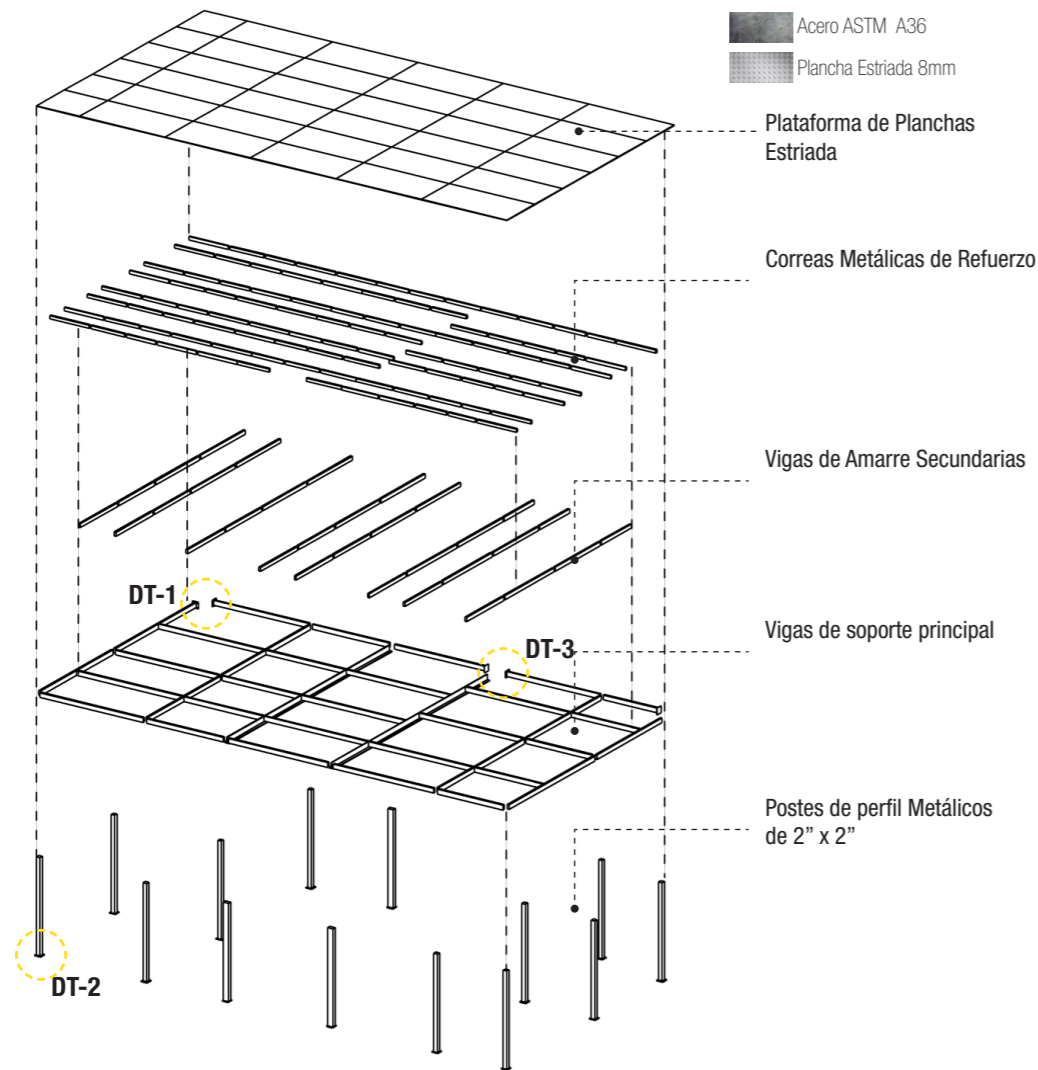 Acero ASTM A36
Plancha Estriada 8mm
Plataforma de Planchas
Estriada
Correas Metálicas de Refuerzo
Vigas de Amarre Secundarias
DT-1
Vigas de soporte principal
DT-3
Postes de perfil Metálicos
de 2” x 2”
DT-2